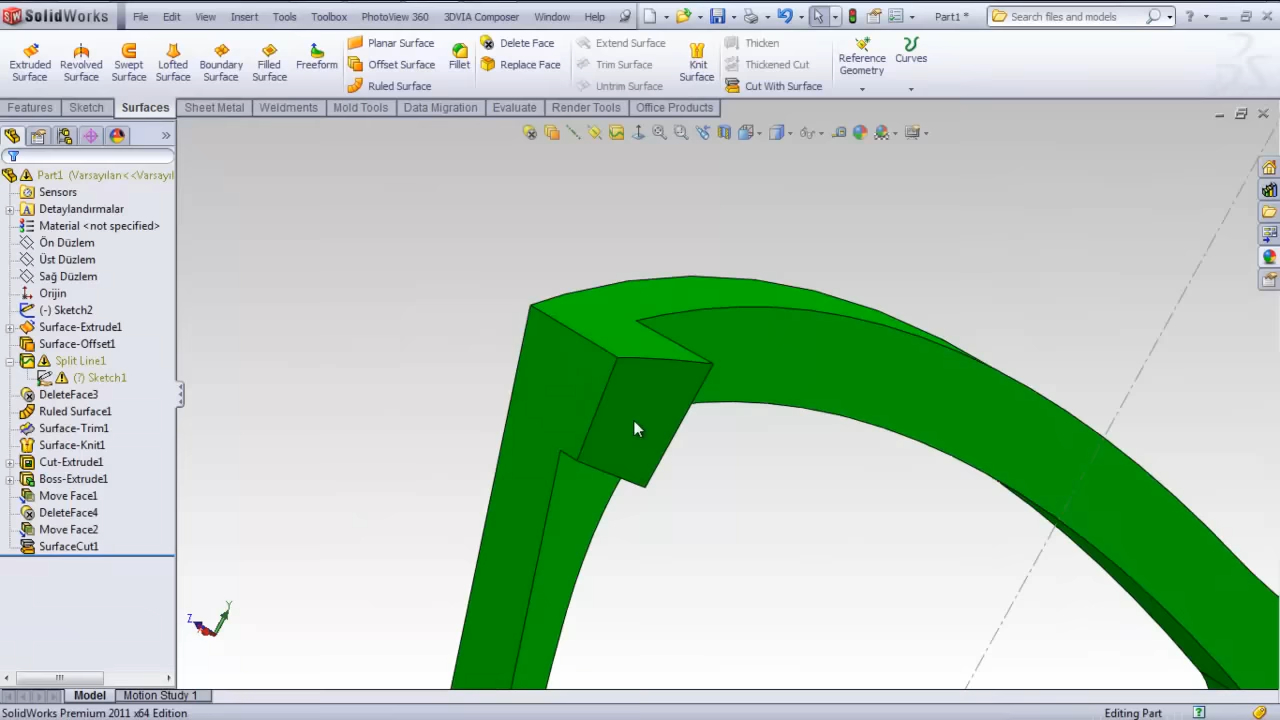 SolidWorks File Edit View Insert Tools Toolbox PhotoView 360 3DVIA Composer Window Help Part1 * Search files and models
Extruded Surface
Revolved Surface
Swept Surface
Lofted Surface
Boundary Surface
Filled Surface
Freeform
Planar Surface
Offset Surface
Ruled Surface
Fillet
Delete Face
Replace Face
Extend Surface
Trim Surface
Untrim Surface
Knit Surface
Thicken
Thickened Cut
Cut With Surface
Reference Geometry
Curves
Features Sketch Surfaces Sheet Metal Weldments Mold Tools Data Migration Evaluate Render Tools Office Products
Part1 (Varsayılan<<Varsayıl
Sensors
Detaylandırmalar
Material <not specified>
Ön Düzlem
Üst Düzlem
Sağ Düzlem
Orijin
(-) Sketch2
Surface-Extrude1
Surface-Offset1
Split Line1
(?) Sketch1
DeleteFace3
Ruled Surface1
Surface-Trim1
Surface-Knit1
Cut-Extrude1
Boss-Extrude1
Move Face1
DeleteFace4
Move Face2
SurfaceCut1
Y
Z
Model Motion Study 1
SolidWorks Premium 2011 x64 Edition Editing Part